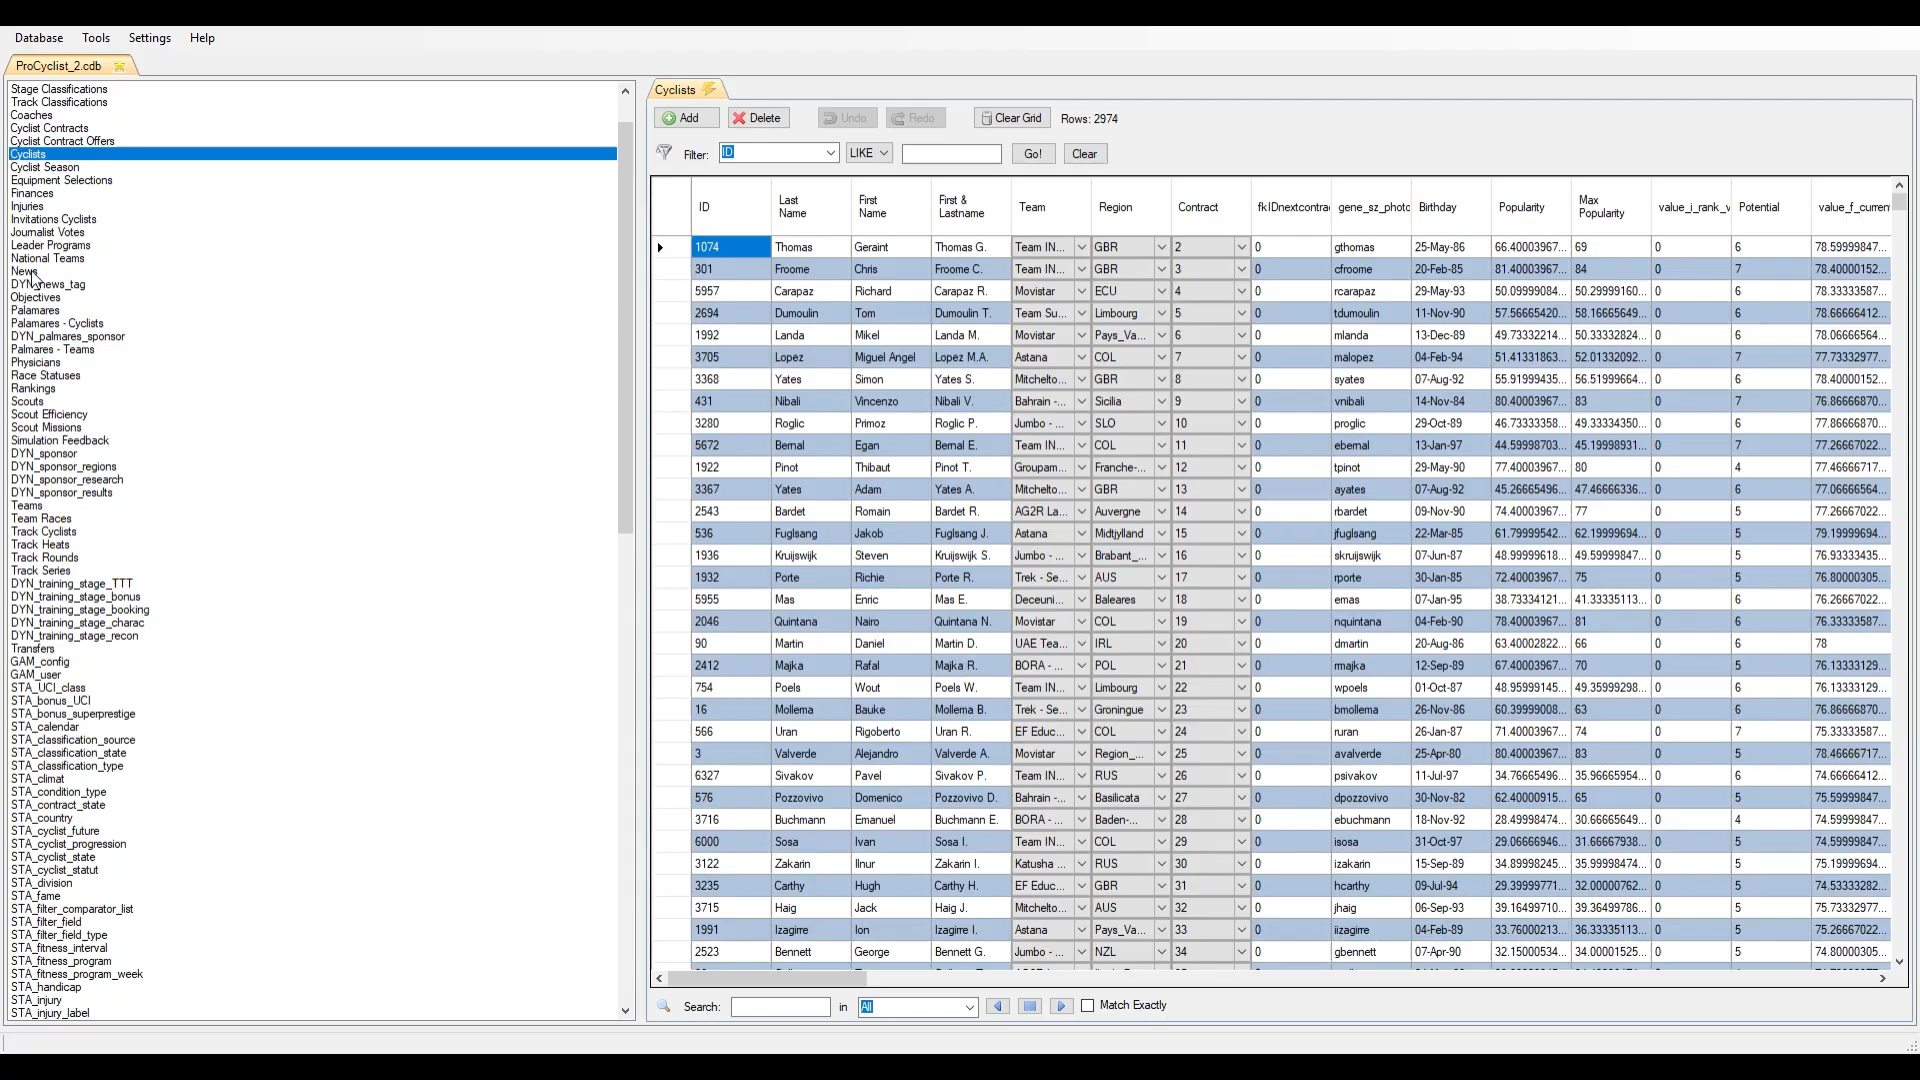 Database Tools Settings Help
ProCyclist_2.cdb
Stage Classifications
Track Classifications
Coaches
Cyclist Contracts
Cyclist Contract Offers
Cyclists
Cyclist Season
Equipment Selections
Finances
Injuries
Invitations Cyclists
Journalist Votes
Leader Programs
National Teams
News
DYN_news_tag
Objectives
Palamares
Palamares - Cyclists
DYN_palmares_sponsor
Palmares - Teams
Physicians
Race Statuses
Rankings
Scouts
Scout Efficiency
Scout Missions
Simulation Feedback
DYN_sponsor
DYN_sponsor_regions
DYN_sponsor_research
DYN_sponsor_results
Teams
Team Races
Track Cyclists
Track Heats
Track Rounds
Track Series
DYN_training_stage_TTT
DYN_training_stage_bonus
DYN_training_stage_booking
DYN_training_stage_charac
DYN_training_stage_recon
Transfers
GAM_config
GAM_user
STA_UCI_class
STA_bonus_UCI
STA_bonus_superprestige
STA_calendar
STA_classification_source
STA_classification_state
STA_classification_type
STA_climat
STA_condition_type
STA_contract_state
STA_country
STA_cyclist_future
STA_cyclist_progression
STA_cyclist_state
STA_cyclist_statut
STA_division
STA_fame
STA_filter_comparator_list
STA_filter_field
STA_filter_field_type
STA_fitness_interval
STA_fitness_program
STA_fitness_program_week
STA_handicap
STA_injury
STA_injury_label
Cyclists
Add Delete Undo Redo Clear Grid Rows: 2974
Filter: ID LIKE Go! Clear
ID Last Name First Name First & Lastname Team Region Contract fkIDnextcontra gene_sz_photo Birthday Popularity Max Popularity value_i_rank_v Potential value_f_curren
1074 Thomas Geraint Thomas G. Team IN... GBR 2 0 gthomas 25-May-86 66.40003967... 69 0 6 78.59999847...
301 Froome Chris Froome C. Team IN... GBR 3 0 cfroome 20-Feb-85 81.40003967... 84 0 7 78.40000152...
5957 Carapaz Richard Carapaz R. Movistar ECU 4 0 rcarapaz 29-May-93 50.09999084... 50.29999160... 0 6 78.33333587...
2694 Dumoulin Tom Dumoulin T. Team Su... Limbourg 5 0 tdumoulin 11-Nov-90 57.56665420... 58.16665649... 0 6 78.66666412...
1992 Landa Mikel Landa M. Movistar Pays_Va... 6 0 mlanda 13-Dec-89 49.73332214... 50.33332824... 0 6 78.06666564...
3705 Lopez Miguel Angel Lopez M.A. Astana COL 7 0 malopez 04-Feb-94 51.41331863... 52.01332092... 0 7 77.73332977...
3368 Yates Simon Yates S. Mitchelto... GBR 8 0 syates 07-Aug-92 55.91999435... 56.51999664... 0 6 78.40000152...
431 Nibali Vincenzo Nibali V. Bahrain -... Sicilia 9 0 vnibali 14-Nov-84 80.40003967... 83 0 7 76.86666870...
3280 Roglic Primoz Roglic P. Jumbo - ... SLO 10 0 proglic 29-Oct-89 46.73333358... 49.33334350... 0 6 77.86666870...
5672 Bernal Egan Bernal E. Team IN... COL 11 0 ebernal 13-Jan-97 44.59998703... 45.19998931... 0 7 77.26667022...
1922 Pinot Thibaut Pinot T. Groupam... Franche-... 12 0 tpinot 29-May-90 77.40003967... 80 0 4 77.46666717...
3367 Yates Adam Yates A. Mitchelto... GBR 13 0 ayates 07-Aug-92 45.26665496... 47.46666336... 0 6 77.06666564...
2543 Bardet Romain Bardet R. AG2R La... Auvergne 14 0 rbardet 09-Nov-90 74.40003967... 77 0 6 77.26667022...
536 Fuglsang Jakob Fuglsang J. Astana Midtjylland 15 0 jfuglsang 22-Mar-85 61.79999542... 62.19999694... 0 5 79.19999694...
1936 Kruijswijk Steven Kruijswijk S. Jumbo - ... Brabant_... 16 0 skruijswijk 07-Jun-87 48.99999618... 49.59999847... 0 5 76.93333435...
1932 Porte Richie Porte R. Trek - Se... AUS 17 0 rporte 30-Jan-85 72.40003967... 75 0 5 76.80000305...
5955 Mas Enric Mas E. Deceuni... Baleares 18 0 emas 07-Jan-95 38.73334121... 41.33335113... 0 6 76.26667022...
2046 Quintana Nairo Quintana N. Movistar COL 19 0 nquintana 04-Feb-90 78.40003967... 81 0 6 76.33333587...
90 Martin Daniel Martin D. UAE Tea... IRL 20 0 dmartin 20-Aug-86 63.40002822... 66 0 6 78
2412 Majka Rafal Majka R. BORA - ... POL 21 0 rmajka 12-Sep-89 67.40003967... 70 0 5 76.13333129...
754 Poels Wout Poels W. Team IN... Limbourg 22 0 wpoels 01-Oct-87 48.95999145... 49.35999298... 0 6 76.13333129...
16 Mollema Bauke Mollema B. Trek - Se... Groningue 23 0 bmollema 26-Nov-86 60.39999008... 63 0 6 76.86666870...
566 Uran Rigoberto Uran R. EF Educ... COL 24 0 ruran 26-Jan-87 71.40003967... 74 0 7 75.33333587...
3 Valverde Alejandro Valverde A. Movistar Region_... 25 0 avalverde 25-Apr-80 80.40003967... 83 0 5 78.46666717...
6327 Sivakov Pavel Sivakov P. Team IN... RUS 26 0 psivakov 11-Jul-97 34.76665496... 35.96665954... 0 6 74.66666412...
576 Pozzovivo Domenico Pozzovivo D. Bahrain -... Basilicata 27 0 dpozzovivo 30-Nov-82 62.40000915... 65 0 5 75.59999847...
3716 Buchmann Emanuel Buchmann E. BORA - ... Baden-... 28 0 ebuchmann 18-Nov-92 28.49998474... 30.66665649... 0 4 74.59999847...
6000 Sosa Ivan Sosa I. Team IN... COL 29 0 isosa 31-Oct-97 29.06666946... 31.66667938... 0 5 74.59999847...
3122 Zakarin Ilnur Zakarin I. Katusha ... RUS 30 0 izakarin 15-Sep-89 34.89998245... 35.99998474... 0 5 75.19999694...
3235 Carthy Hugh Carthy H. EF Educ... GBR 31 0 hcarthy 09-Jul-94 29.39999771... 32.00000762... 0 5 74.53333282...
3715 Haig Jack Haig J. Mitchelto... AUS 32 0 jhaig 06-Sep-93 39.16499710... 39.36499786... 0 5 75.73332977...
1991 Izagirre Ion Izagirre I. Astana Pays_Va... 33 0 iizagirre 04-Feb-89 33.76000213... 36.33335113... 0 5 75.26667022...
2523 Bennett George Bennett G. Jumbo - ... NZL 34 0 gbennett 07-Apr-90 32.15000534... 34.00001525... 0 5 74.80000305...
Search: in All Match Exactly